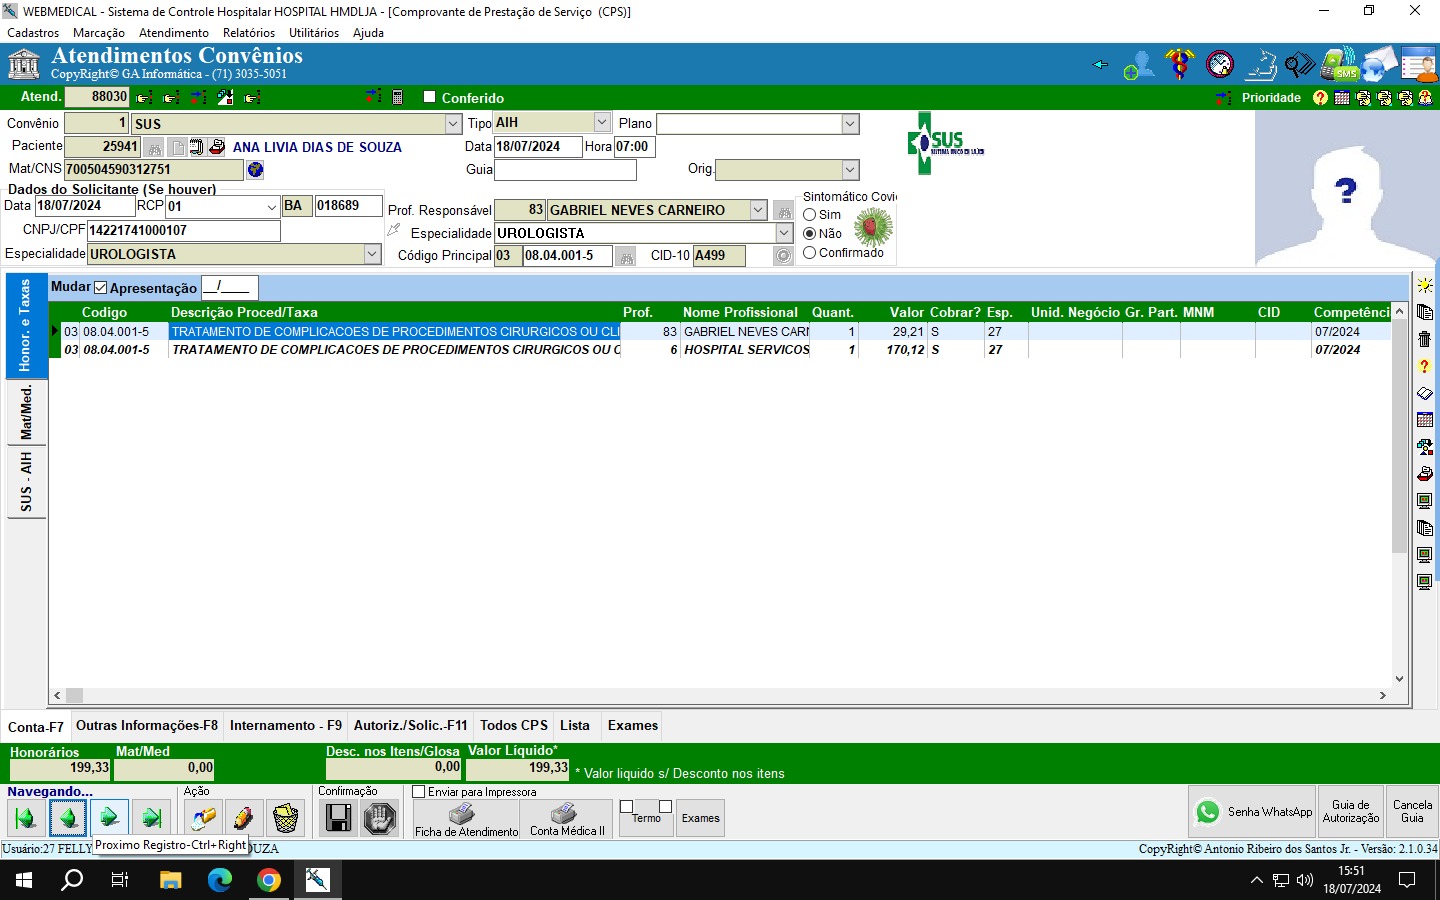 WEBMEDICAL - Sistema de Controle Hospitalar HOSPITAL HMDLJA - [Comprovante de Prestação de Serviço (CPS)]
Cadastros Marcação Atendimento Relatórios Utilitários Ajuda
Atendimentos Convênios
CopyRight© GA Informática - (71) 3035-5051
SMS
Atend. 88030 Conferido Prioridade
Convênio 1 SUS Tipo AIH Plano
Paciente 25941 ANA LIVIA DIAS DE SOUZA Data 18/07/2024 Hora 07:00
Mat/CNS 700504590312751 Guia Orig.
SUS
Dados do Solicitante (Se houver)
Data 18/07/2024 RCP 01 BA 018689
CNPJ/CPF 14221741000107
Especialidade UROLOGISTA
Prof. Responsável 83 GABRIEL NEVES CARNEIRO
Especialidade UROLOGISTA
Código Principal 03 08.04.001-5 CID-10 A499
Sintomático Covi
Sim
Não
Confirmado
?
Honor. e Taxas
Mat/Med.
SUS - AIH
Mudar Apresentação __/____
Codigo Descrição Proced/Taxa Prof. Nome Profissional Quant. Valor Cobrar? Esp. Unid. Negócio Gr. Part. MNM CID Competênci
03 08.04.001-5 TRATAMENTO DE COMPLICACOES DE PROCEDIMENTOS CIRURGICOS OU CLI 83 GABRIEL NEVES CARN 1 29,21 S 27 07/2024
03 08.04.001-5 TRATAMENTO DE COMPLICACOES DE PROCEDIMENTOS CIRURGICOS OU C 6 HOSPITAL SERVICOS 1 170,12 S 27 07/2024
Conta-F7 Outras Informações-F8 Internamento - F9 Autoriz./Solic.-F11 Todos CPS Lista Exames
Honorários Mat/Med Desc. nos Itens/Glosa Valor Líquido*
199,33 0,00 0,00 199,33 * Valor liquido s/ Desconto nos itens
Navegando... Ação Confirmação Enviar para Impressora
Ficha de Atendimento Conta Médica II Termo Exames Senha WhatsApp
Guia de Autorização
Cancela Guia
Proximo Registro-Ctrl+Right
Usuário:27 FELLY OUZA CopyRight© Antonio Ribeiro dos Santos Jr. - Versão: 2.1.0.34
15:51
18/07/2024